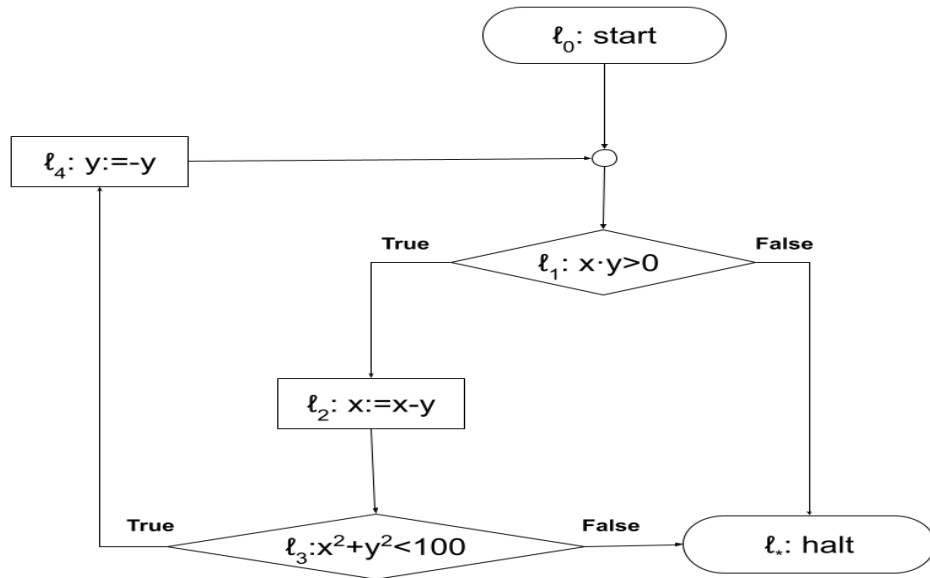 ℓ₀: start
ℓ₄: y:=-y
True
False
ℓ₁: x·y>0
ℓ₂: x:=x-y
True
False
ℓ₃:x²+y²<100
ℓ⁎: halt